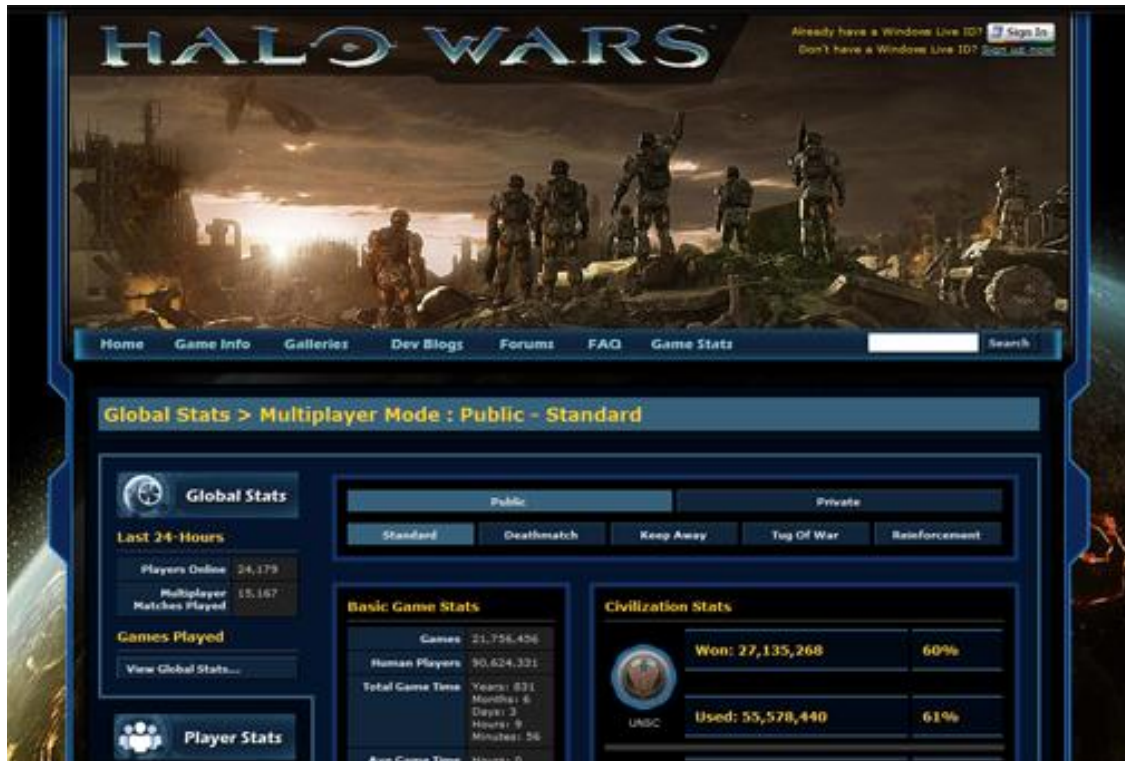 HALO WARS
Already have a Windows Live ID? Sign In
Don't have a Windows Live ID? Sign up now!
Home Game Info Galleries Dev Blogs Forums FAQ Game Stats Search
Global Stats > Multiplayer Mode : Public - Standard
Global Stats
Last 24-Hours
Players Online 24,179
Multiplayer Matches Played 15,167
Games Played
View Global Stats...
Player Stats
Public Private
Standard Deathmatch Keep Away Tug Of War Reinforcement
Basic Game Stats
Games 21,756,456
Human Players 90,624,331
Total Game Time Years: 831
Months: 6
Days: 3
Hours: 9
Minutes: 56
Avg Game Time Hours: 0
Civilization Stats
UNSC
Won: 27,135,268 60%
Used: 55,578,440 61%